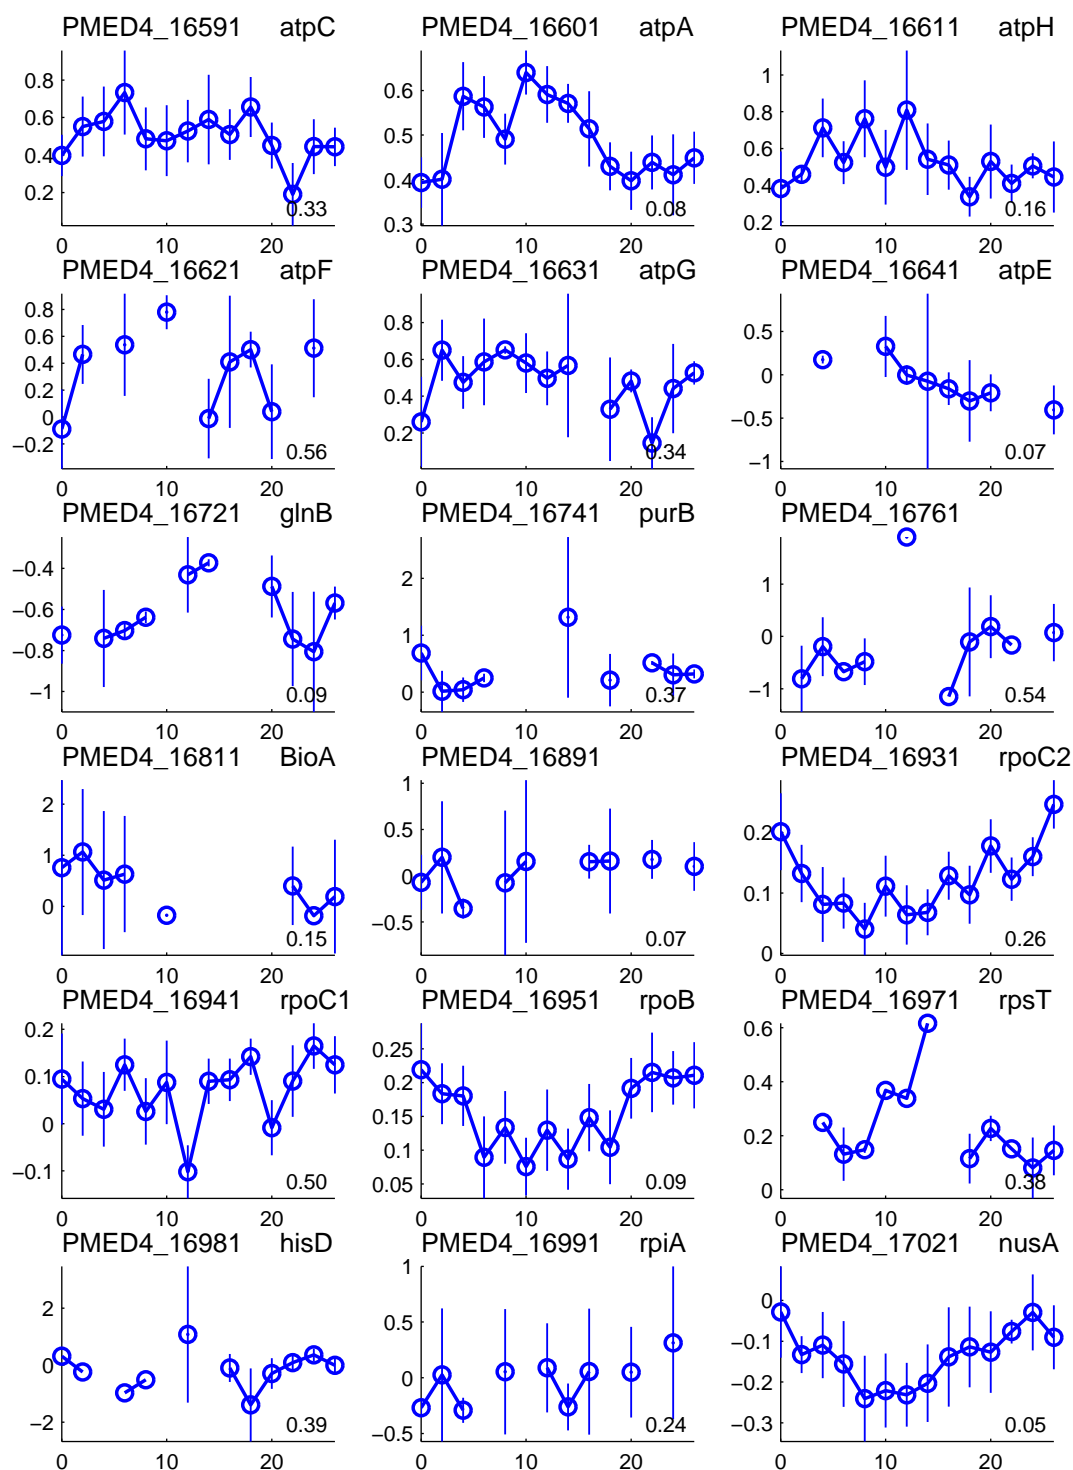 PMED4_16591 atpC PMED4_16601 atpA PMED4_16611 atpH
0.8 0.6 0.4 0.2 0.33 0 10 20
0.6 0.5 0.4 0.3 0.08 0 10 20
1 0.8 0.6 0.4 0.2 0.16 0 10 20
PMED4_16621 atpF PMED4_16631 atpG PMED4_16641 atpE
0.8 0.6 0.4 0.2 0 −0.2 0.56 0 10 20
0.8 0.6 0.4 0.2 0.34 0 10 20
0.5 0 −0.5 −1 0.07 0 10 20
PMED4_16721 glnB PMED4_16741 purB PMED4_16761
−0.4 −0.6 −0.8 −1 0.09 0 10 20
2 1 0 0.37 0 10 20
1 0 −1 0.54 0 10 20
PMED4_16811 BioA PMED4_16891 PMED4_16931 rpoC2
2 1 0 0.15 0 10 20
1 0.5 0 −0.5 0.07 0 10 20
0.2 0.1 0 0.26 0 10 20
PMED4_16941 rpoC1 PMED4_16951 rpoB PMED4_16971 rpsT
0.2 0.1 0 −0.1 0.50 0 10 20
0.25 0.2 0.15 0.1 0.05 0.09 0 10 20
0.6 0.4 0.2 0 0.38 0 10 20
PMED4_16981 hisD PMED4_16991 rpiA PMED4_17021 nusA
2 0 −2 0.39 0 10 20
1 0.5 0 −0.5 0.24 0 10 20
0 −0.1 −0.2 −0.3 0.05 0 10 20